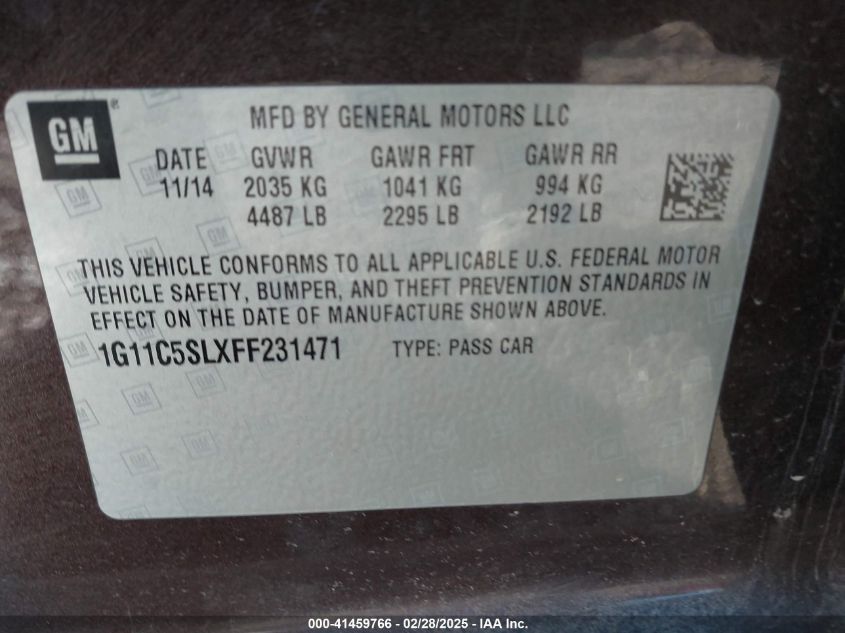 GM ®
MFD BY GENERAL MOTORS LLC
DATE GVWR GAWR FRT GAWR RR
11/14 2035 KG 1041 KG 994 KG
4487 LB 2295 LB 2192 LB
THIS VEHICLE CONFORMS TO ALL APPLICABLE U.S. FEDERAL MOTOR
VEHICLE SAFETY, BUMPER, AND THEFT PREVENTION STANDARDS IN
EFFECT ON THE DATE OF MANUFACTURE SHOWN ABOVE.
1G11C5SLXFF231471 TYPE: PASS CAR
000-41459766 - 02/28/2025 - IAA Inc.